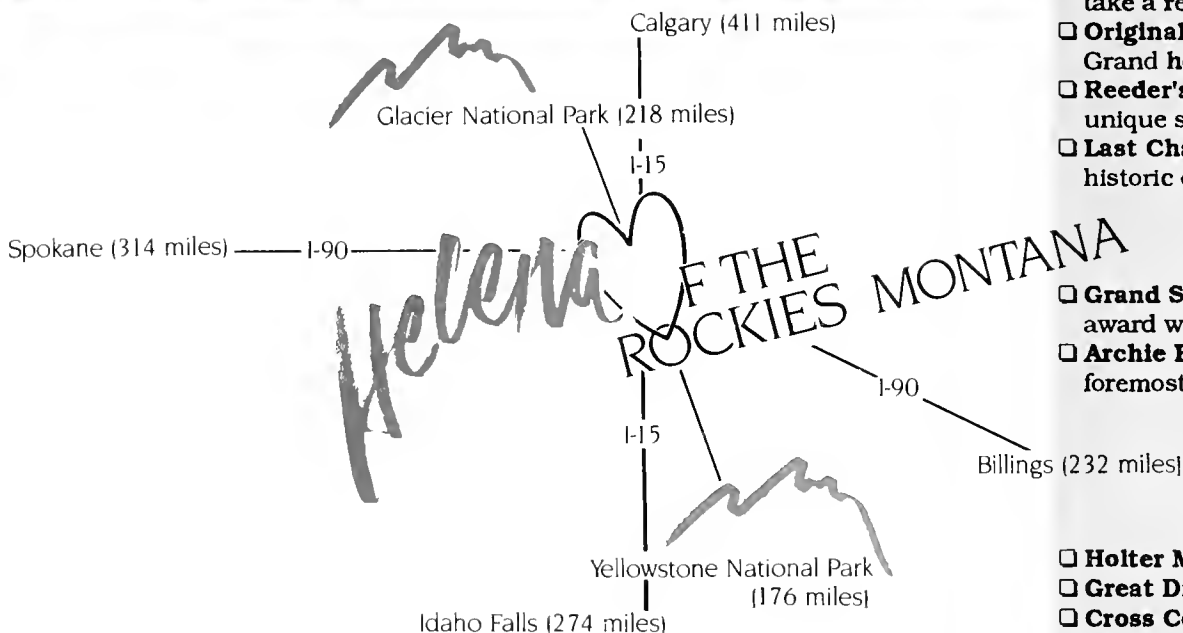 Calgary (411 miles)
Glacier National Park (218 miles)
I-15
Spokane (314 miles)
I-90
Helena
F THE
ROCKIES MONTANA
I-90
I-15
Billings (232 miles)
Yellowstone National Park
(176 miles)
Idaho Falls (274 miles)
take a
❑ Original
Grand
❑ Reeder's
unique
❑ Last
historic
❑ Grand
award
❑ Archie
foremost
❑ Holter
❑ Great
❑ Cross